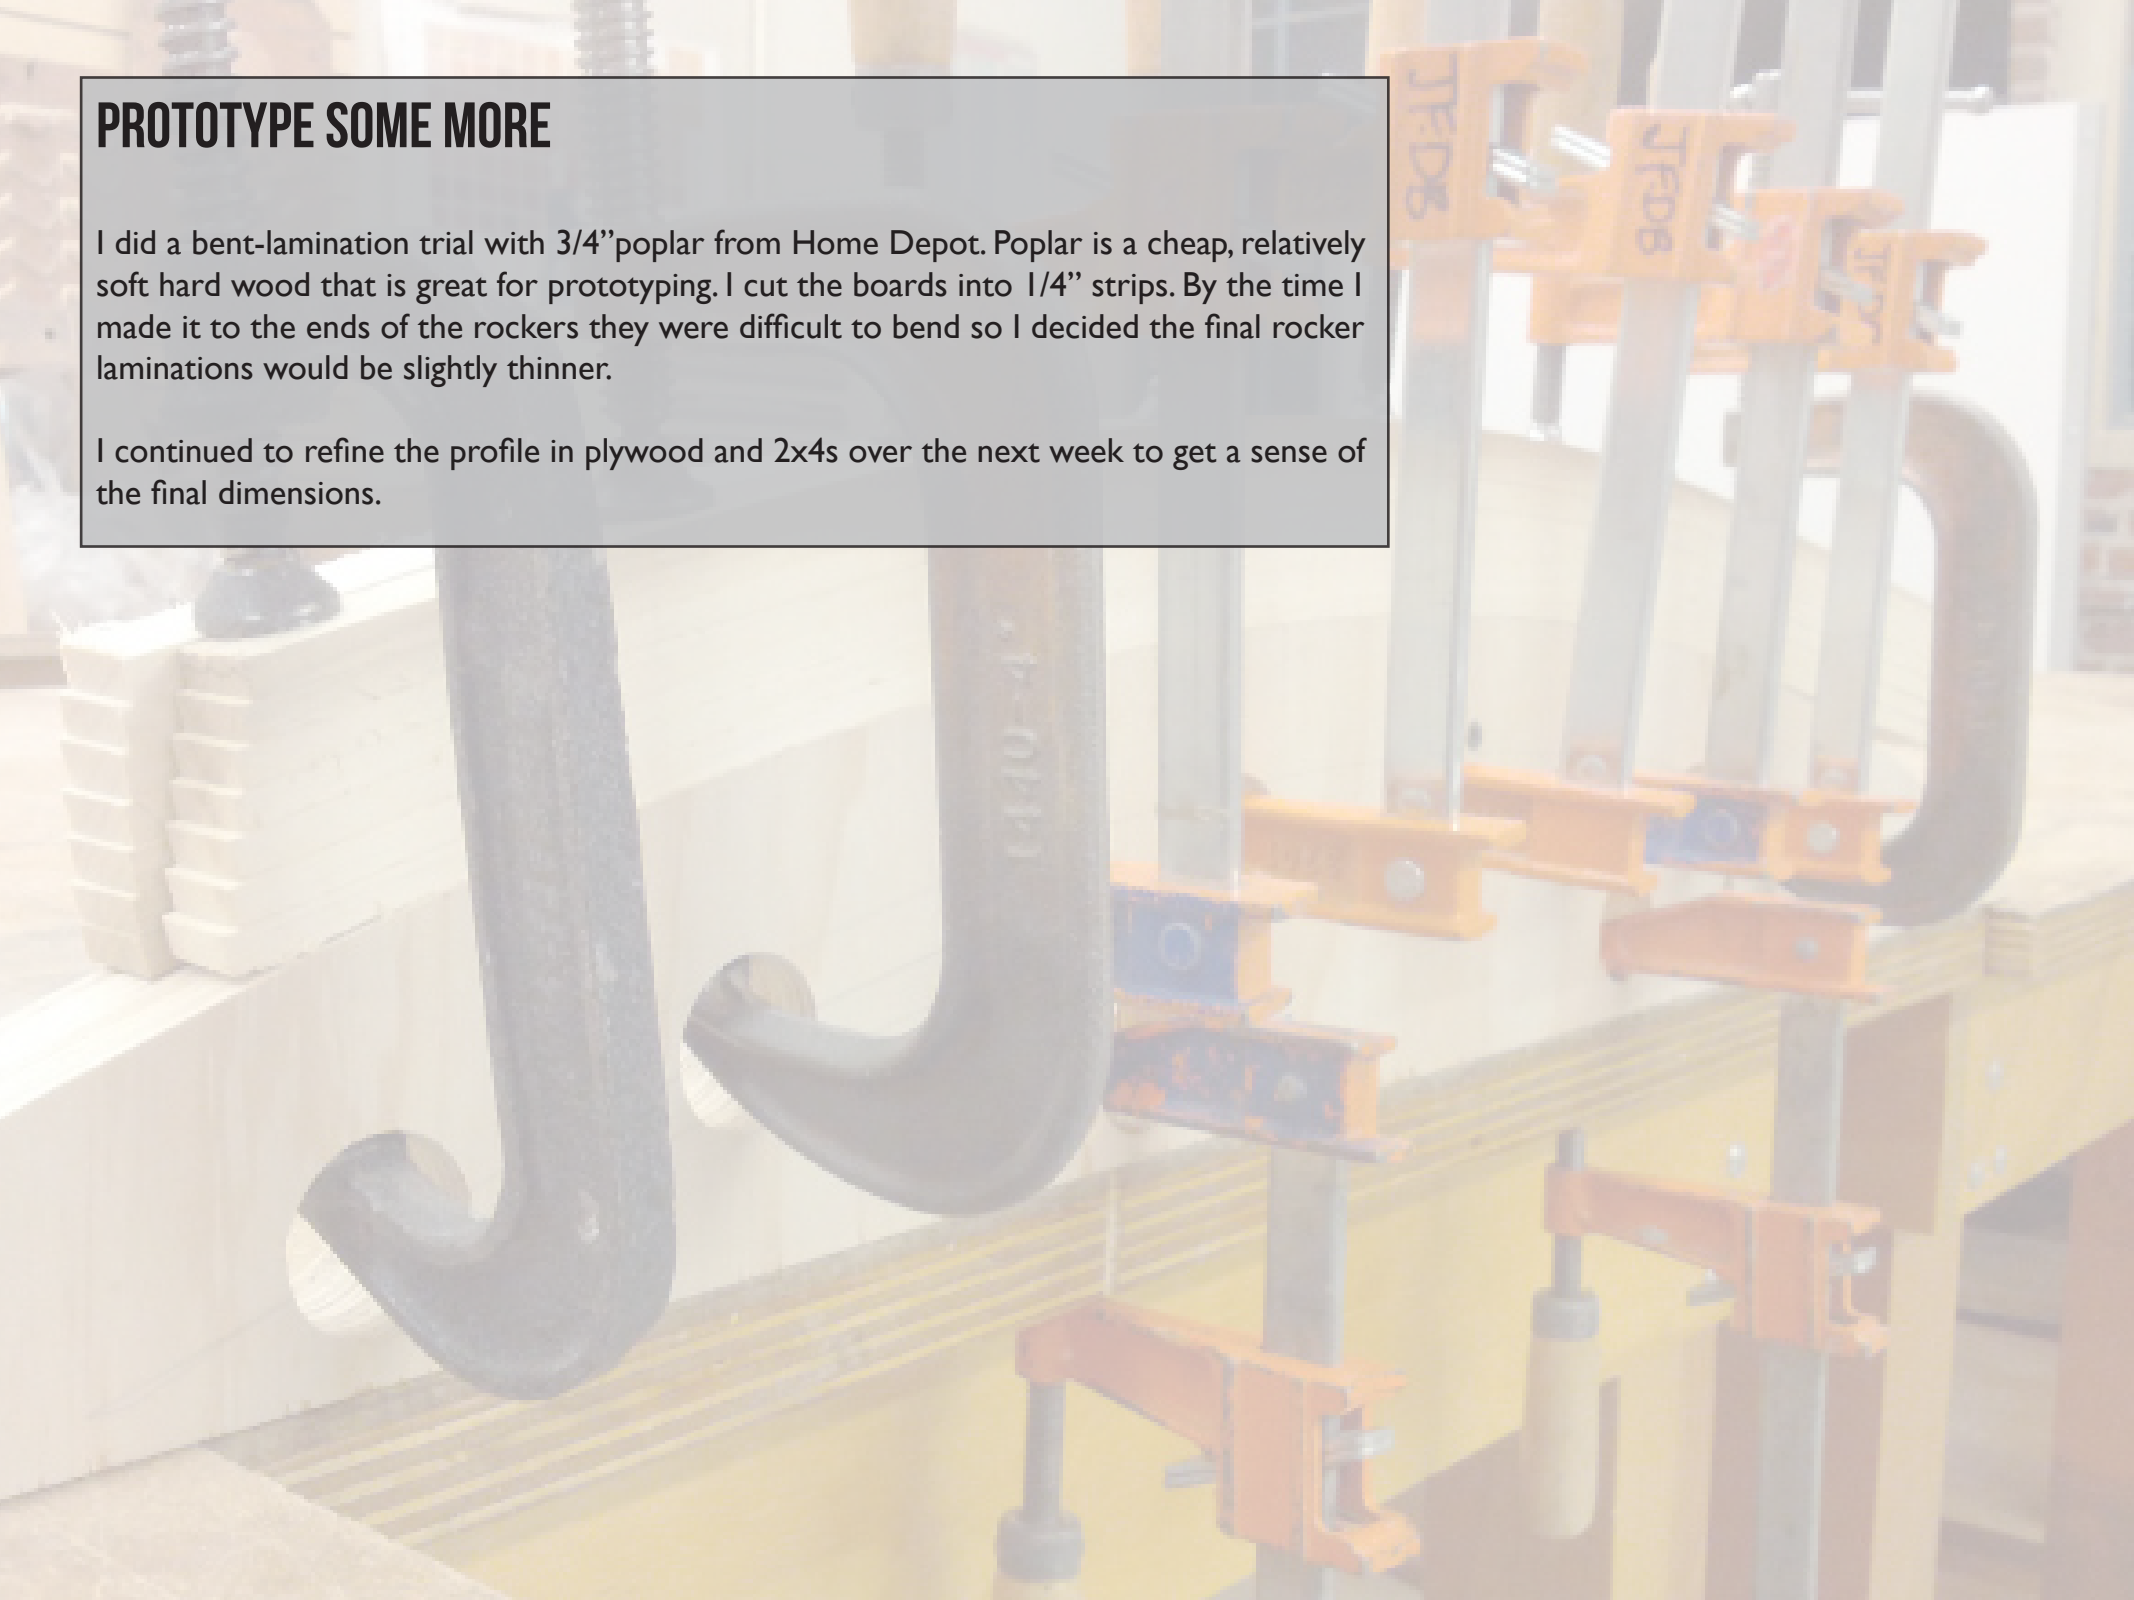 PROTOTYPE SOME MORE
I did a bent-lamination trial with 3/4”poplar from Home Depot. Poplar is a cheap, relatively
soft hard wood that is great for prototyping. I cut the boards into 1/4” strips. By the time I
made it to the ends of the rockers they were difficult to bend so I decided the final rocker
laminations would be slightly thinner.
I continued to refine the profile in plywood and 2x4s over the next week to get a sense of
the final dimensions.
JFDB
JFDB